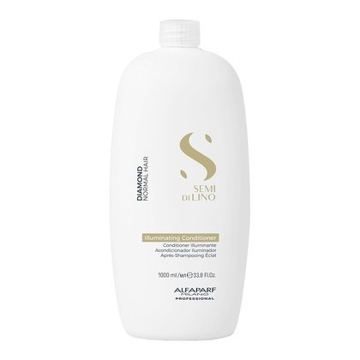 DIAMOND
NORMAL HAIR
S
SEMI
DI LINO
Illuminating Conditioner
Conditioner Illuminante
Acondicionador Iluminador
Après-Shampooing Éclat
1000 ml/wt℮33.8 Fl.Oz.
ALFAPARF
MILANO
PROFESSIONAL